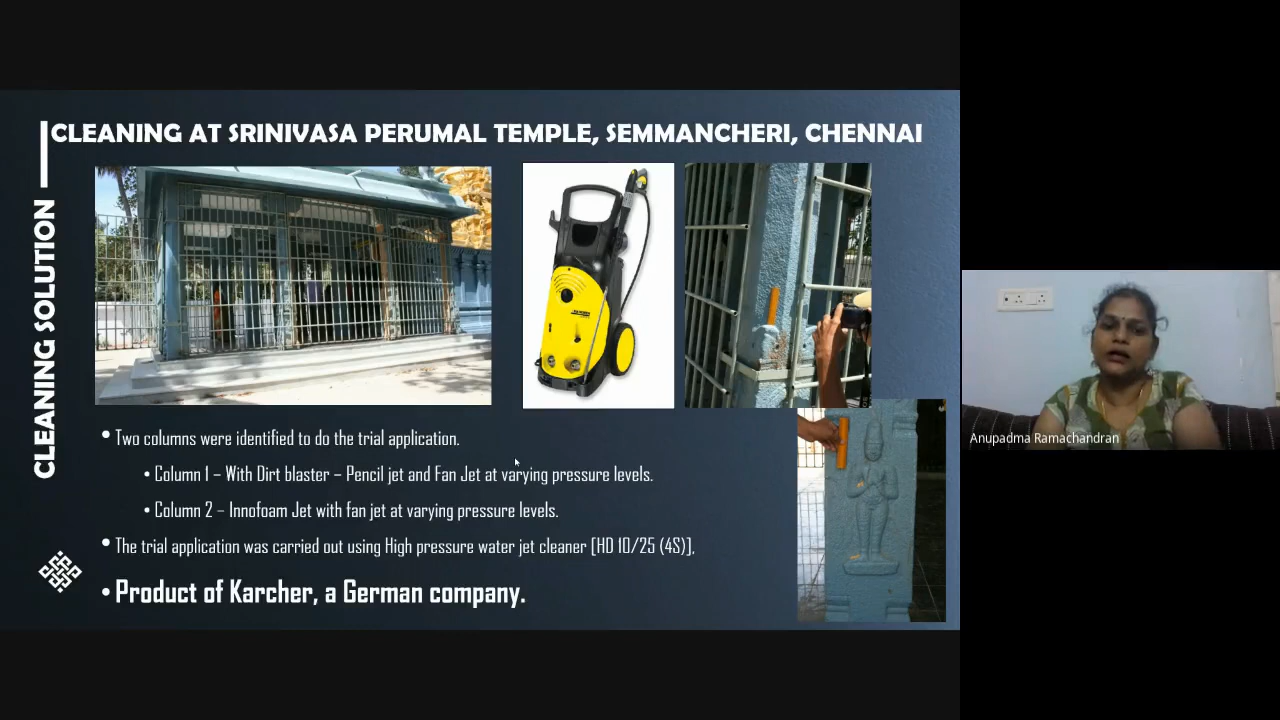 CLEANING AT SRINIVASA PERUMAL TEMPLE, SEMMANCHERI, CHENNAI
CLEANING SOLUTION
• Two columns were identified to do the trial application.
• Column 1 – With Dirt blaster – Pencil jet and Fan Jet at varying pressure levels.
• Column 2 – Innofoam Jet with fan jet at varying pressure levels.
• The trial application was carried out using High pressure water jet cleaner [HD 10/25 (4S)],
• Product of Karcher, a German company.
Anupadma Ramachandran